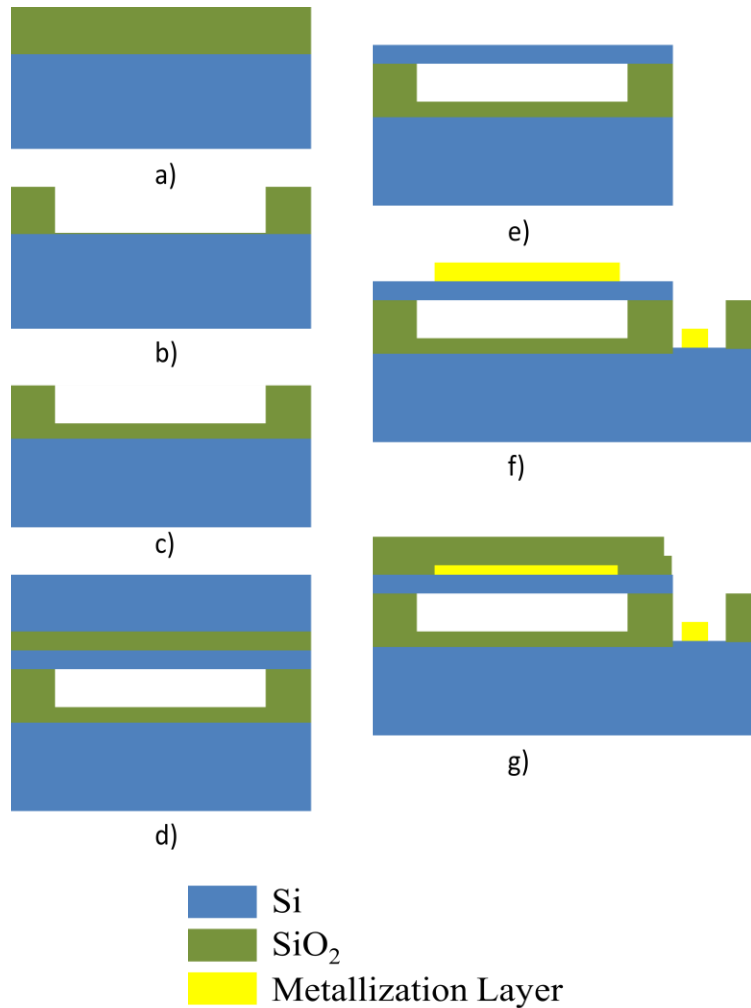 a)
b)
c)
d)
e)
f)
g)
Si
SiO₂
Metallization Layer